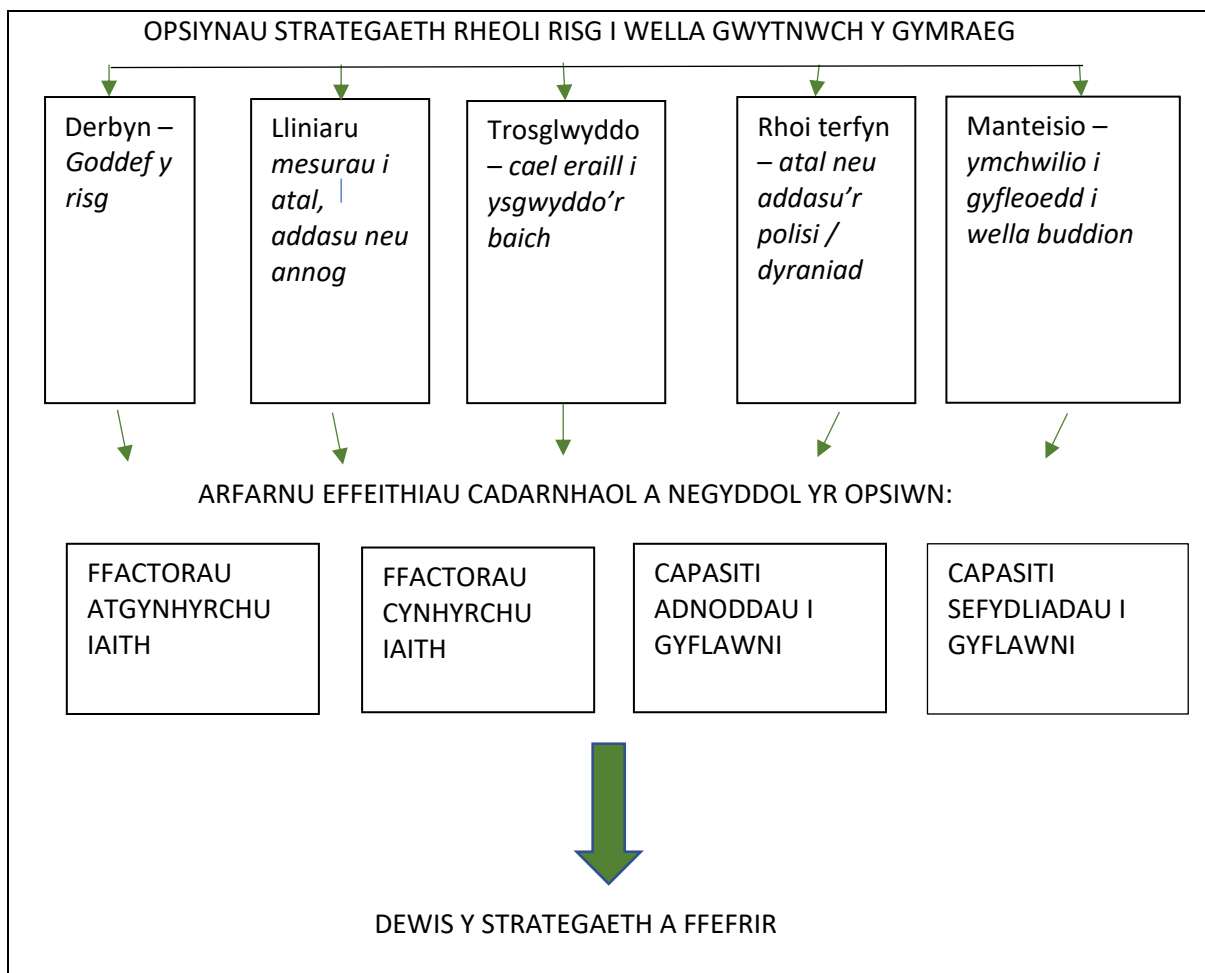 OPSIYNAU STRATEGAETH RHEOLI RISG I WELLA GWYTNWCH Y GYMRAEG
Derbyn –
Goddef y
risg
Lliniaru
mesurau i
atal,
addasu neu
annog
Trosglwyddo
– cael eraill i
ysgwyddo’r
baich
Rhoi terfyn
– atal neu
addasu’r
polisi /
dyraniad
Manteisio –
ymchwilio i
gyfleoedd i
wella buddion
ARFARNU EFFEITHIAU CADARNHAOL A NEGYDDOL YR OPSIWN:
FFACTORAU
ATGYNHYRCHU
IAITH
FFACTORAU
CYNHYRCHU
IAITH
CAPASITI
ADNODDAU I
GYFLAWNI
CAPASITI
SEFYDLIADAU I
GYFLAWNI
DEWIS Y STRATEGAETH A FFEFRIR